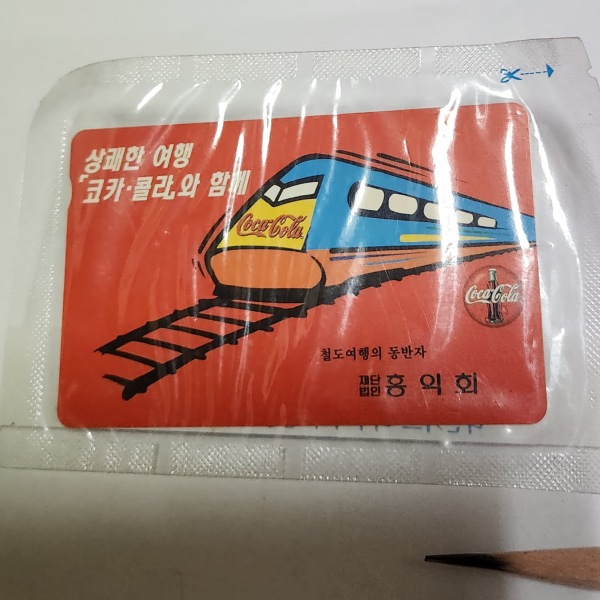 상쾌한 여행
『코카·콜라』와 함께
Coca-Cola
Coca-Cola
철도여행의 동반자
재단
법인 홍익회